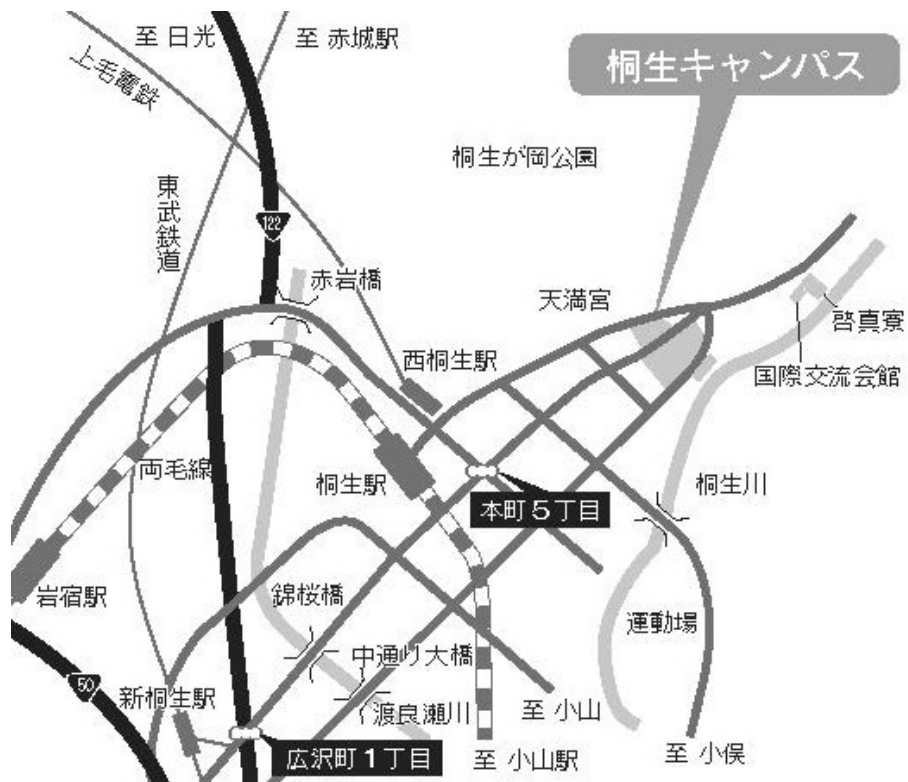 至 日光
至 赤城駅
上毛電鉄
桐生キャンパス
桐生が岡公園
東武鉄道
122
赤岩橋
天満宮
啓真寮
西桐生駅
国際交流会館
両毛線
桐生駅
桐生川
本町5丁目
岩宿駅
錦桜橋
運動場
中通り大橋
50
新桐生駅
渡良瀬川
至 小山
広沢町1丁目
至 小山駅
至 小俣